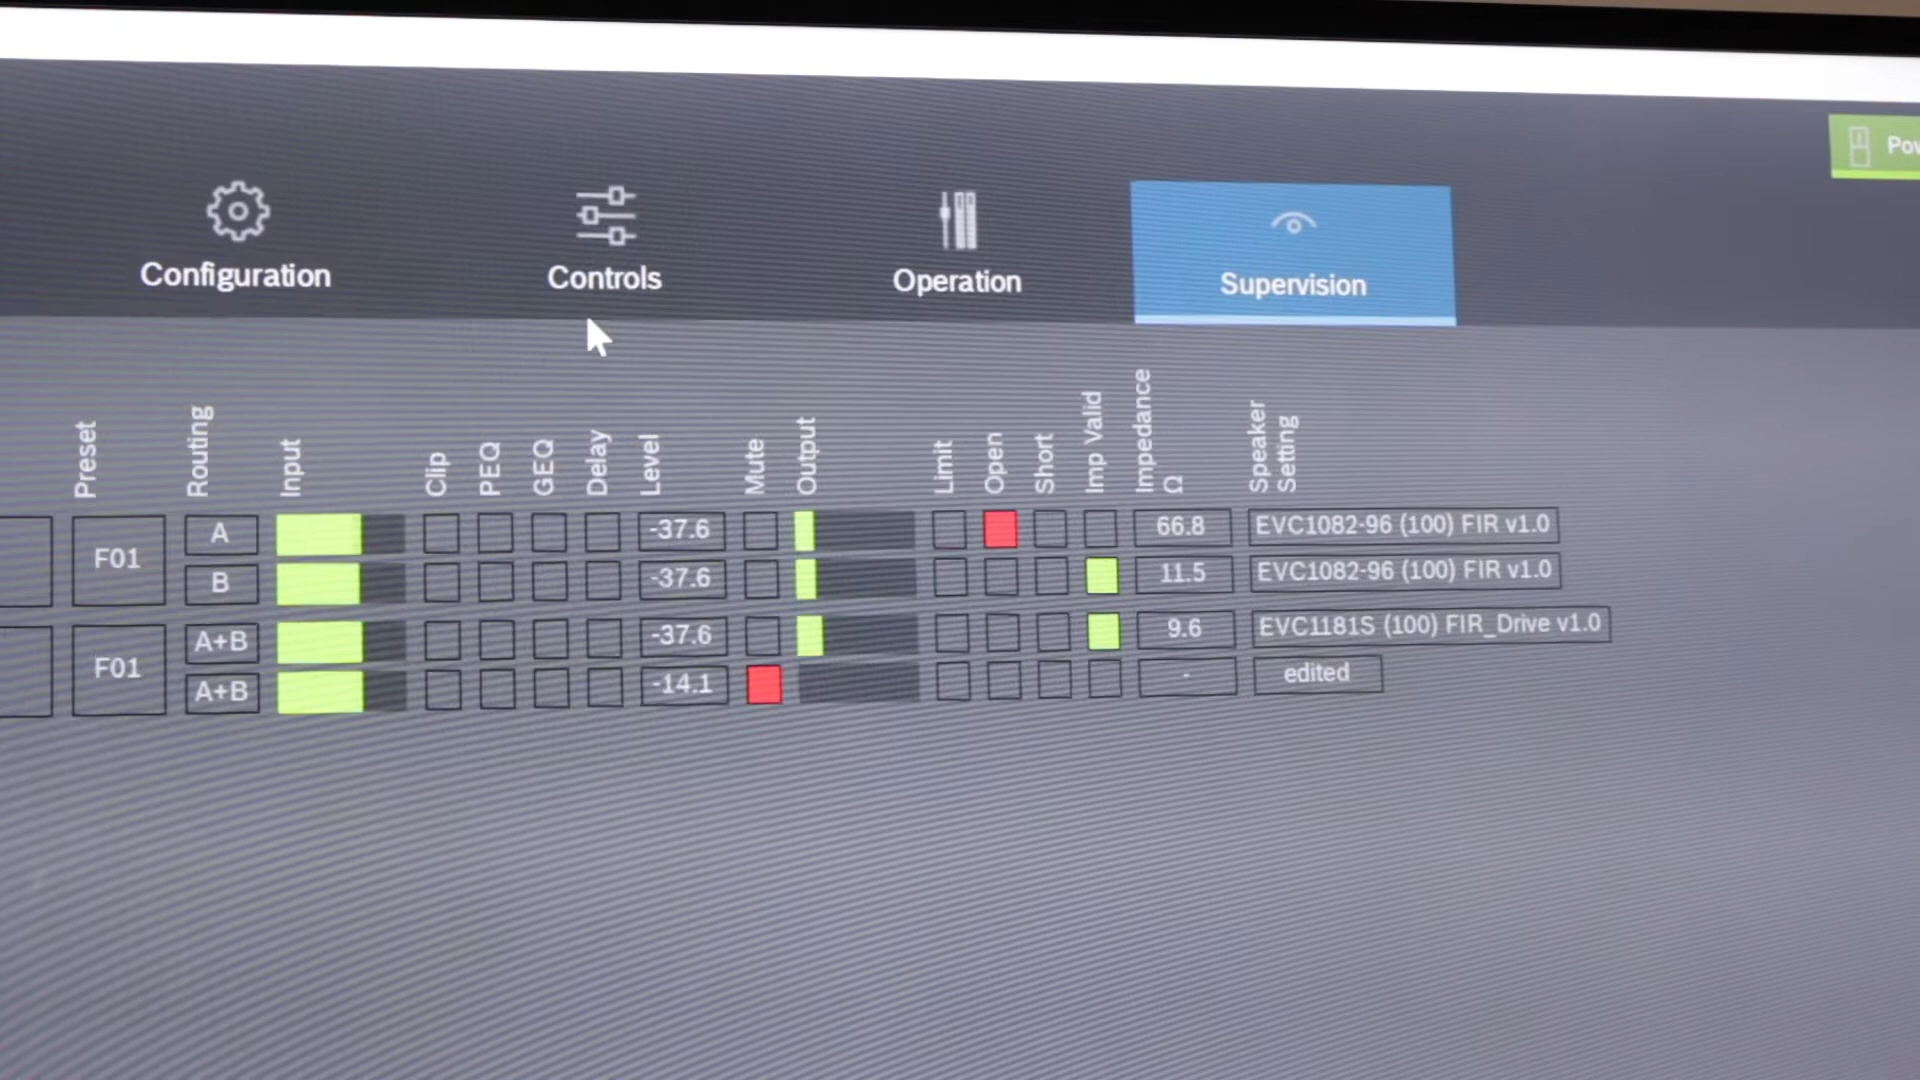 Pow
Configuration
Controls
Operation
Supervision
Preset
Routing
Input
Clip
PEQ
GEQ
Delay
Level
Mute
Output
Limit
Open
Short
Imp Valid
Impedance
Ω
Speaker
Setting
F01
A
-37.6
66.8
EVC1082-96 (100) FIR v1.0
B
-37.6
11.5
EVC1082-96 (100) FIR v1.0
F01
A+B
-37.6
9.6
EVC1181S (100) FIR_Drive v1.0
A+B
-14.1
-
edited